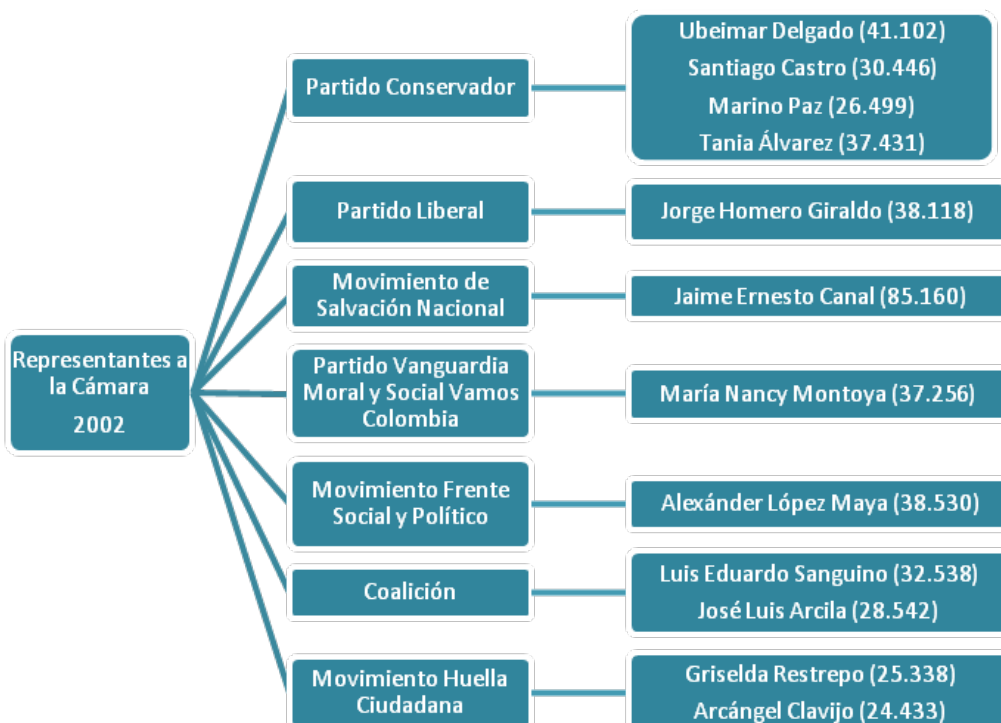 Representantes a
la Cámara
2002
Partido Conservador
Ubeimar Delgado (41.102)
Santiago Castro (30.446)
Marino Paz (26.499)
Tania Álvarez (37.431)
Partido Liberal
Jorge Homero Giraldo (38.118)
Movimiento de
Salvación Nacional
Jaime Ernesto Canal (85.160)
Partido Vanguardia
Moral y Social Vamos
Colombia
María Nancy Montoya (37.256)
Movimiento Frente
Social y Político
Alexánder López Maya (38.530)
Coalición
Luis Eduardo Sanguino (32.538)
José Luis Arcila (28.542)
Movimiento Huella
Ciudadana
Griselda Restrepo (25.338)
Arcángel Clavijo (24.433)